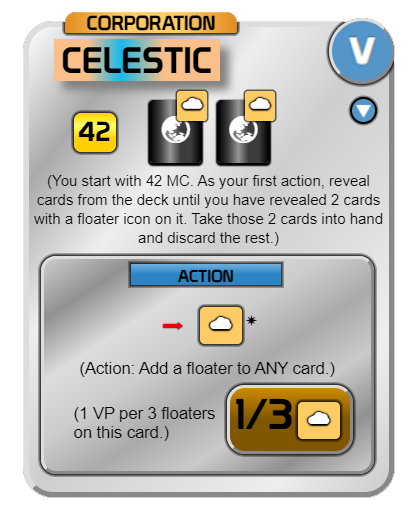 CORPORATION
CELESTIC
V
42
(You start with 42 MC. As your first action, reveal
cards from the deck until you have revealed 2 cards
with a floater icon on it. Take those 2 cards into hand
and discard the rest.)
ACTION
*
(Action: Add a floater to ANY card.)
(1 VP per 3 floaters
on this card.)
1/3